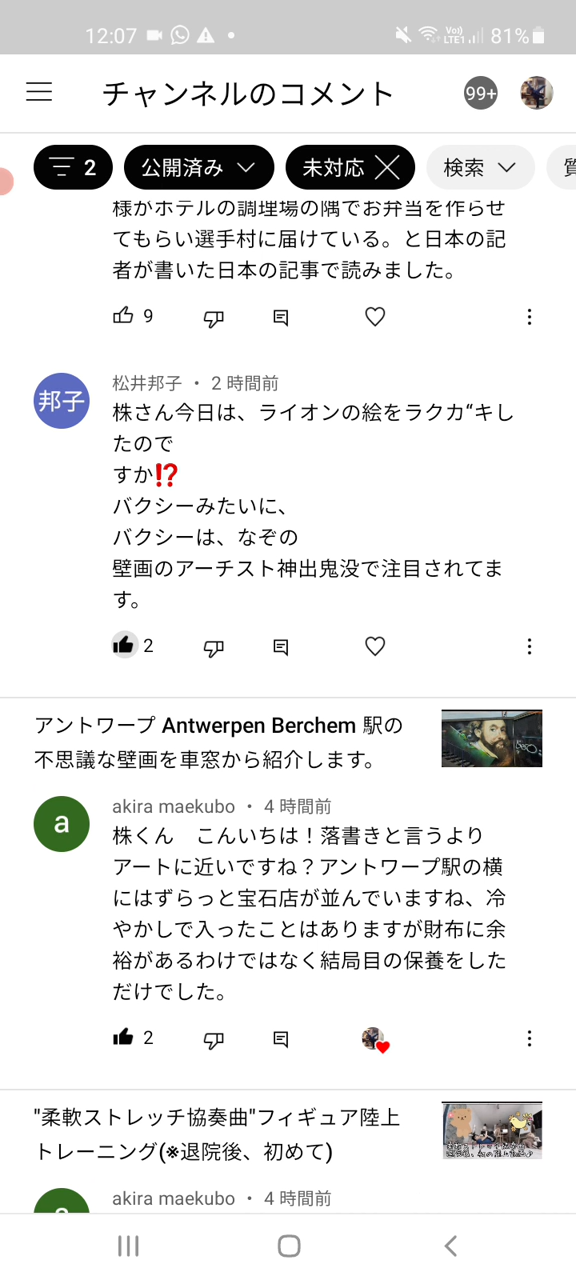 12:07
Vo))
LTE1
81%
チャンネルのコメント
99+
2
公開済み
未対応
検索
質
様がホテルの調理場の隅でお弁当を作らせ
てもらい選手村に届けている。と日本の記
者が書いた日本の記事で読みました。
9
邦子
松井邦子 • 2 時間前
株さん今日は、ライオンの絵をラクカ“キし
たので
すか⁉️
バクシーみたいに、
バクシーは、なぞの
壁画のアーチスト神出鬼没で注目されてま
す。
2
アントワープ Antwerpen Berchem 駅の
不思議な壁画を車窓から紹介します。
a
akira maekubo • 4 時間前
株くん　こんいちは！落書きと言うより
アートに近いですね？アントワープ駅の横
にはずらっと宝石店が並んでいますね、冷
やかしで入ったことはありますが財布に余
裕があるわけではなく結局目の保養をした
だけでした。
2
"柔軟ストレッチ協奏曲"フィギュア陸上
トレーニング(※退院後、初めて)
a
akira maekubo • 4 時間前